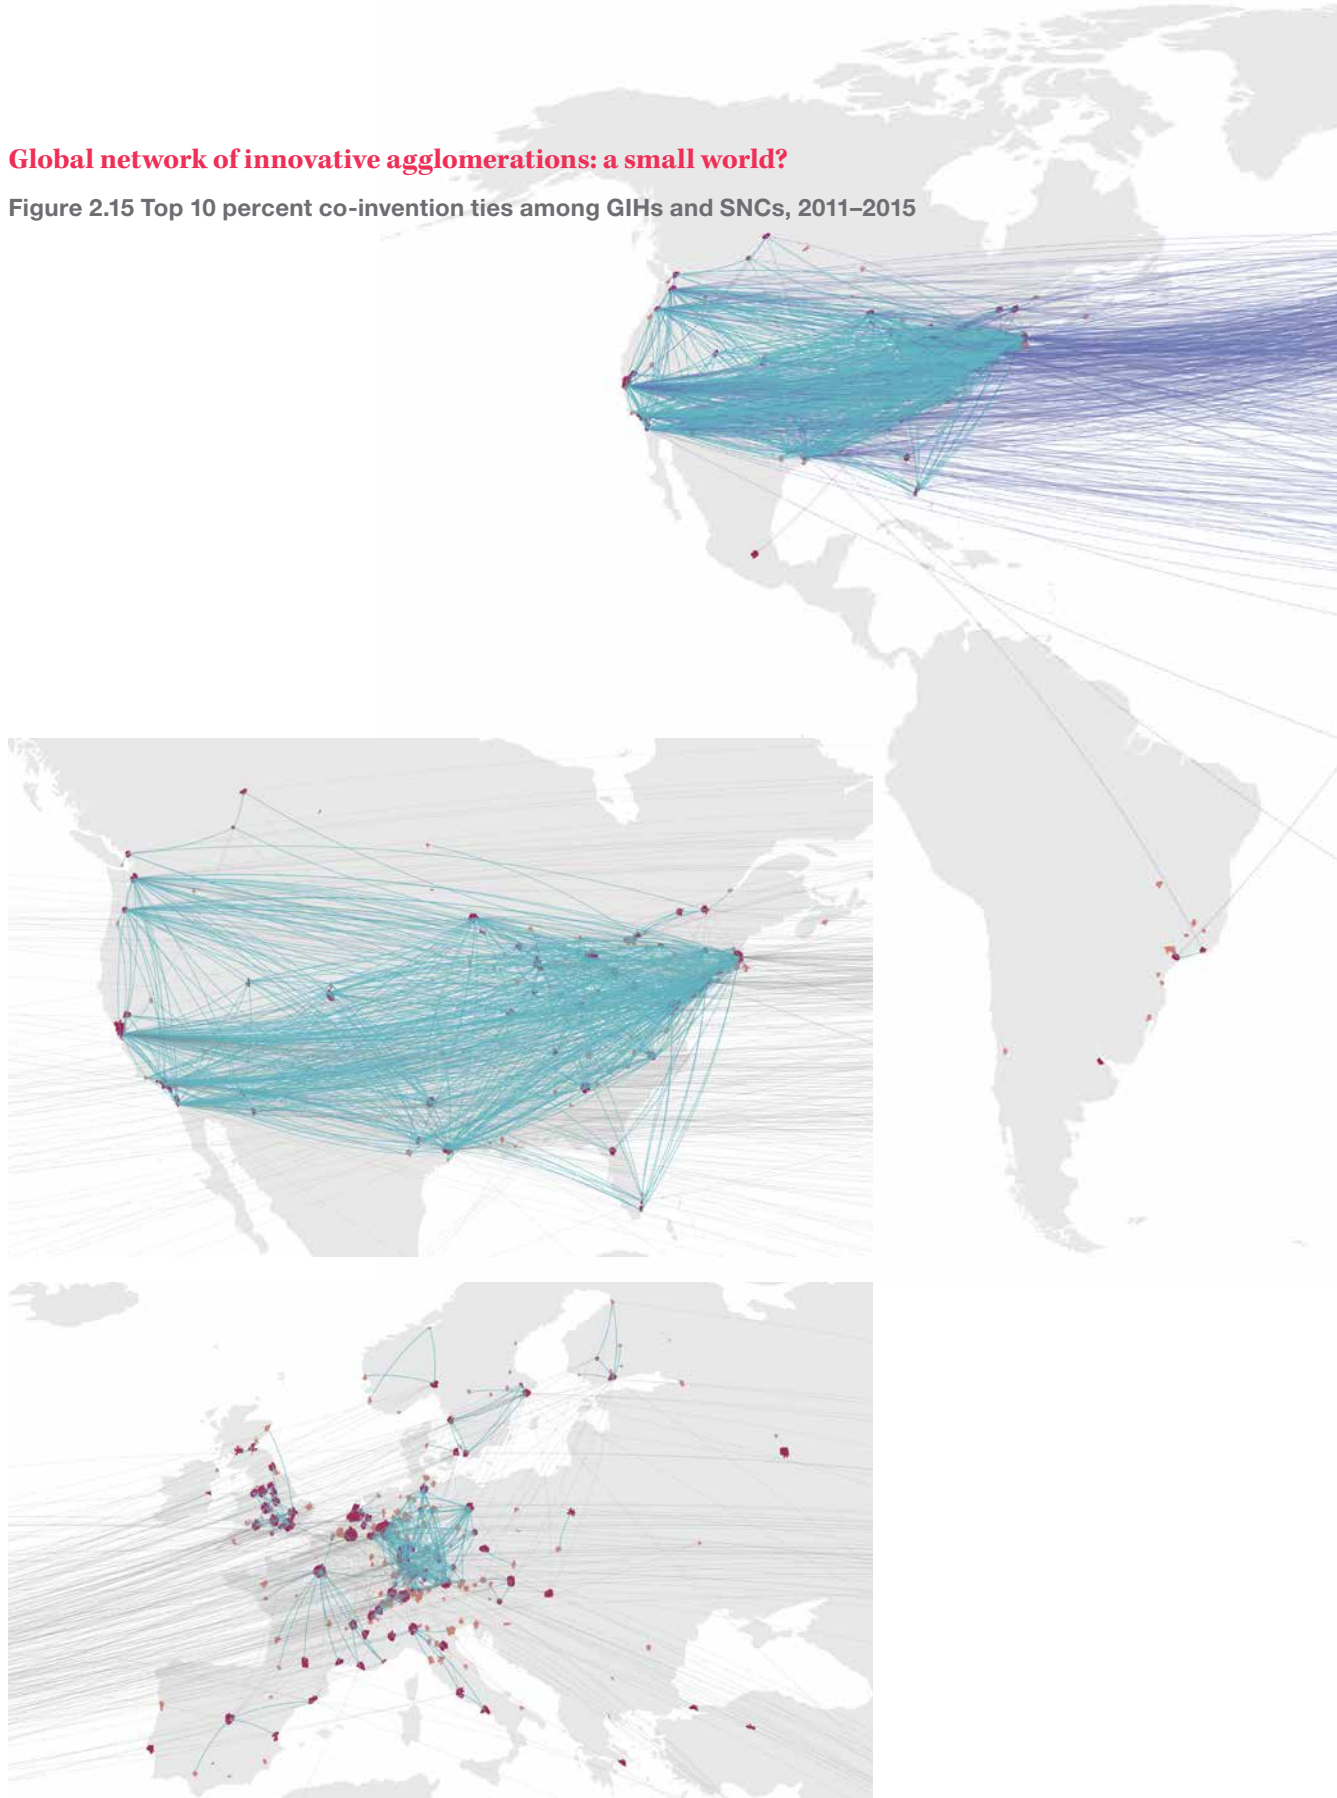 Global network of innovative agglomerations: a small world?
Figure 2.15 Top 10 percent co-invention ties among GIHs and SNCs, 2011–2015